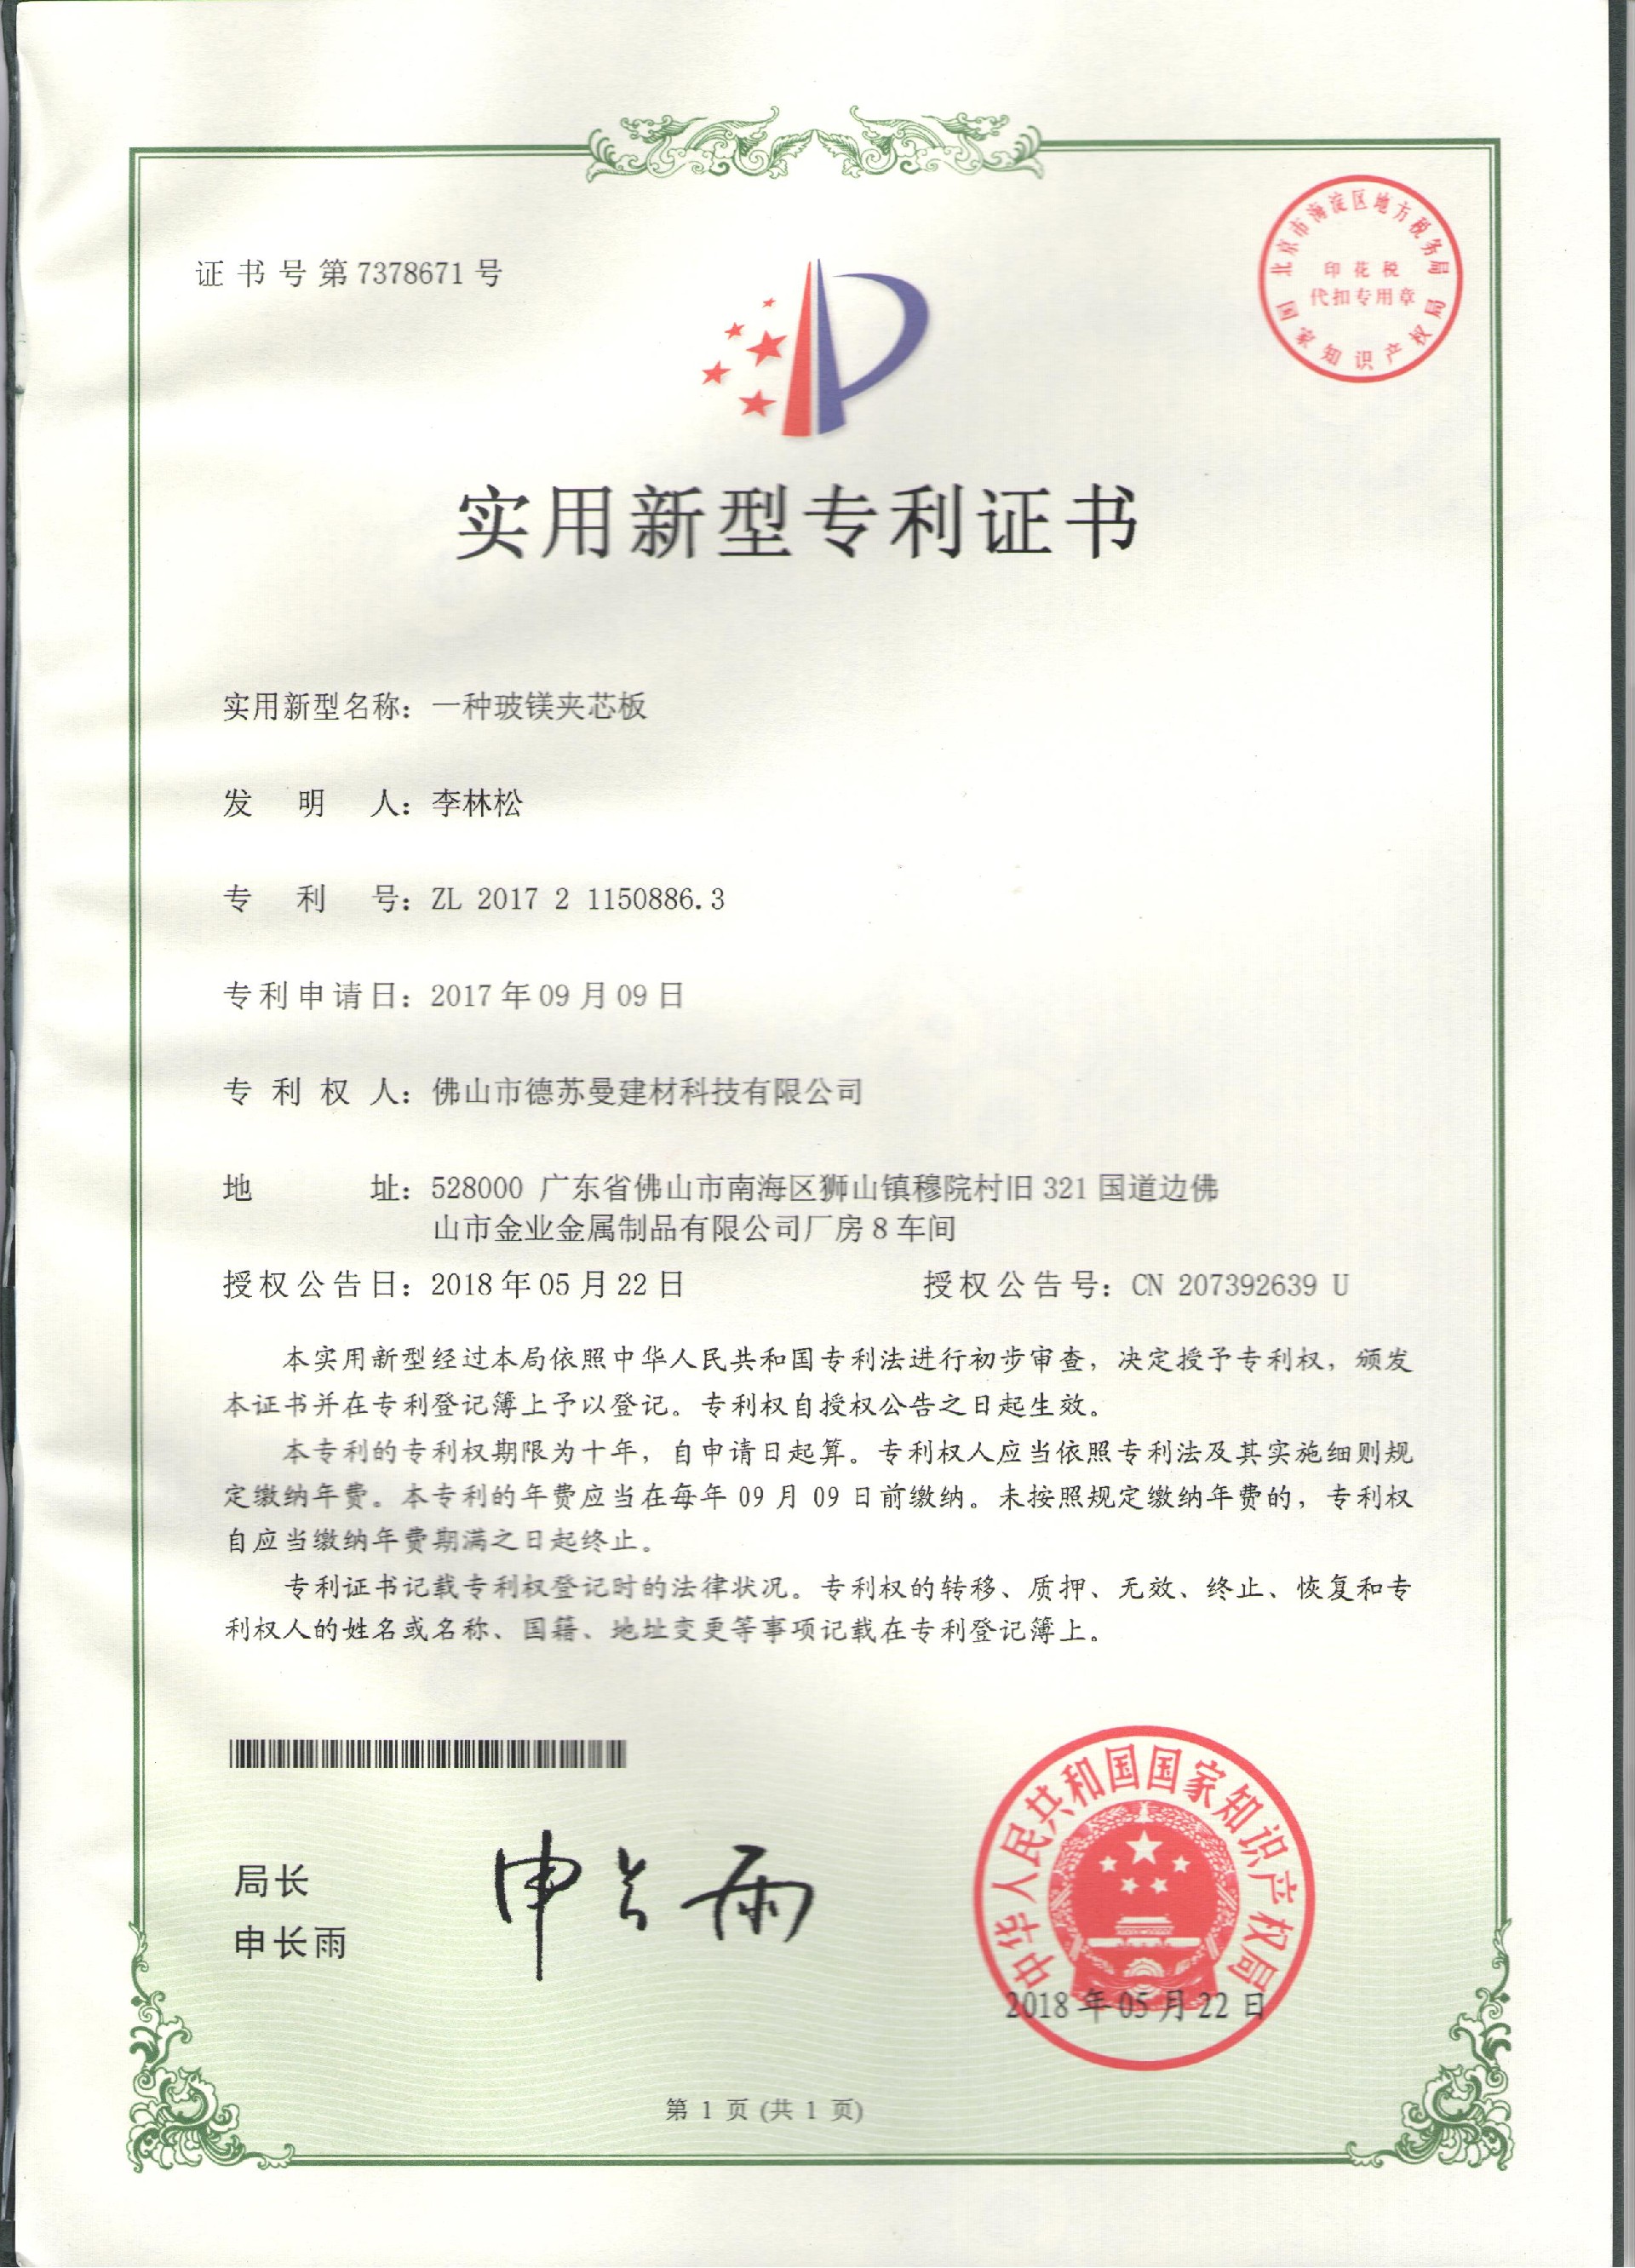 证书号第7378671号
北京市海淀区地方税务局
印花税
代扣专用章
国家知识产权局
实用新型专利证书
实用新型名称：一种玻镁夹芯板
发明人：李林松
专利号：ZL 2017 2 1150886.3
专利申请日：2017年09月09日
专利权人：佛山市德苏曼建材科技有限公司
地址：528000 广东省佛山市南海区狮山镇穆院村旧321国道边佛
山市金业金属制品有限公司厂房8车间
授权公告日：2018年05月22日 授权公告号：CN 207392639 U
本实用新型经过本局依照中华人民共和国专利法进行初步审查，决定授予专利权，颁发
本证书并在专利登记簿上予以登记。专利权自授权公告之日起生效。
本专利的专利权期限为十年，自申请日起算。专利权人应当依照专利法及其实施细则规
定缴纳年费。本专利的年费应当在每年09月09日前缴纳。未按照规定缴纳年费的，专利权
自应当缴纳年费期满之日起终止。
专利证书记载专利权登记时的法律状况。专利权的转移、质押、无效、终止、恢复和专
利权人的姓名或名称、国籍、地址变更等事项记载在专利登记簿上。
局长
申长雨
申长雨
中华人民共和国国家知识产权局
2018年05月22日
第 1 页 (共 1 页)